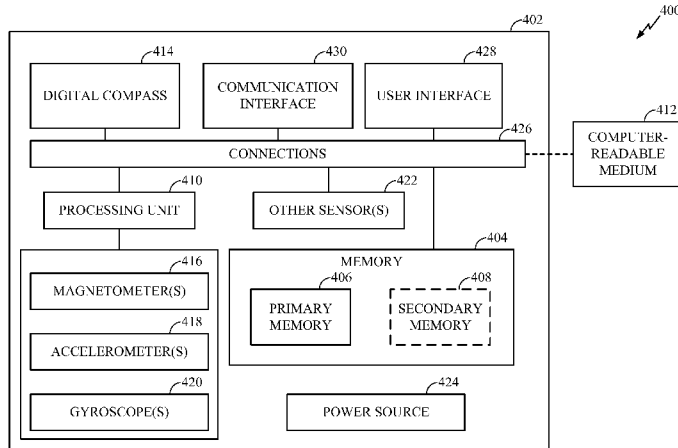 400
402
414
DIGITAL COMPASS
430
COMMUNICATION
INTERFACE
428
USER INTERFACE
426
CONNECTIONS
412
COMPUTER-
READABLE
MEDIUM
410
PROCESSING UNIT
422
OTHER SENSOR(S)
416
MAGNETOMETER(S)
418
ACCELEROMETER(S)
420
GYROSCOPE(S)
404
MEMORY
406
PRIMARY
MEMORY
408
SECONDARY
MEMORY
424
POWER SOURCE